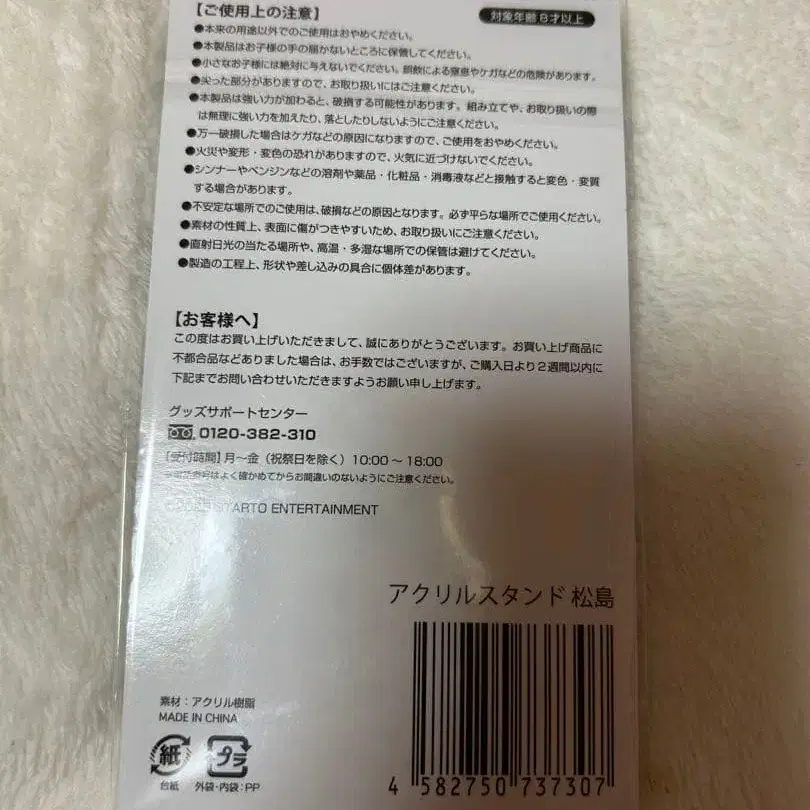 【ご使用上の注意】
対象年齢 8才以上
●本来の用途以外でのご使用はおやめください。
●本製品はお子様の手の届かないところに保管してください。
●小さなお子様には絶対に与えないでください。誤飲による窒息やケガなどの危険があります。
●尖った部分がありますので、お取り扱いにはご注意ください。
●本製品は強い力が加わると、破損する可能性があります。組み立てや、お取り扱いの際
は無理に強い力を加えたり、落としたりしないようにご注意ください。
●万一破損した場合はケガなどの原因になりますので、ご使用をおやめください。
●火災や変形・変色の恐れがありますので、火気に近づけないでください。
●シンナーやベンジンなどの溶剤や薬品・化粧品・消毒液などと接触すると変色・変質
する場合があります。
●不安定な場所でのご使用は、破損などの原因となります。必ず平らな場所でご使用ください。
●素材の性質上、表面に傷がつきやすいため、お取り扱いにご注意ください。
●直射日光の当たる場所や、高温・多湿な場所での保管は避けてください。
●製造の工程上、形状や差し込みの具合に個体差があります。
【お客様へ】
この度はお買い上げいただきまして、誠にありがとうございます。お買い上げ商品に
不都合品などありました場合は、お手数ではございますが、ご購入日より2週間以内に
下記までお問い合わせいただきますようお願い申し上げます。
グッズサポートセンター
0120-382-310
【受付時間】月～金（祝祭日を除く）10:00～18:00
※電話番号はよく確かめてからお間違いのないようにご注意ください。
STARTO ENTERTAINMENT
アクリルスタンド 松島
素材：アクリル樹脂
MADE IN CHINA
紙 プラ
台紙 外袋・内袋：PP
4 582750 737307